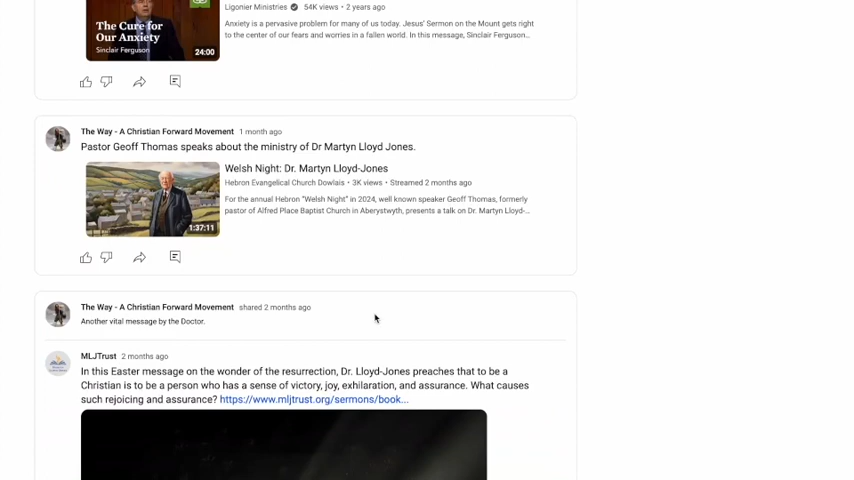 Ligonier Ministries 54K views • 2 years ago
The Cure for
Our Anxiety
Sinclair Ferguson
24:00
Anxiety is a pervasive problem for many of us today. Jesus' Sermon on the Mount gets right
to the center of our fears and worries in a fallen world. In this message, Sinclair Ferguson...
The Way - A Christian Forward Movement 1 month ago
Pastor Geoff Thomas speaks about the ministry of Dr Martyn Lloyd Jones.
Welsh Night: Dr. Martyn Lloyd-Jones
Hebron Evangelical Church Dowlais • 3K views • Streamed 2 months ago
For the annual Hebron "Welsh Night" in 2024, well known speaker Geoff Thomas, formerly
pastor of Alfred Place Baptist Church in Aberystwyth, presents a talk on Dr. Martyn Lloyd-...
1:37:11
The Way - A Christian Forward Movement shared 2 months ago
Another vital message by the Doctor.
MLJTrust 2 months ago
In this Easter message on the wonder of the resurrection, Dr. Lloyd-Jones preaches that to be a
Christian is to be a person who has a sense of victory, joy, exhilaration, and assurance. What causes
such rejoicing and assurance? https://www.mljtrust.org/sermons/book...